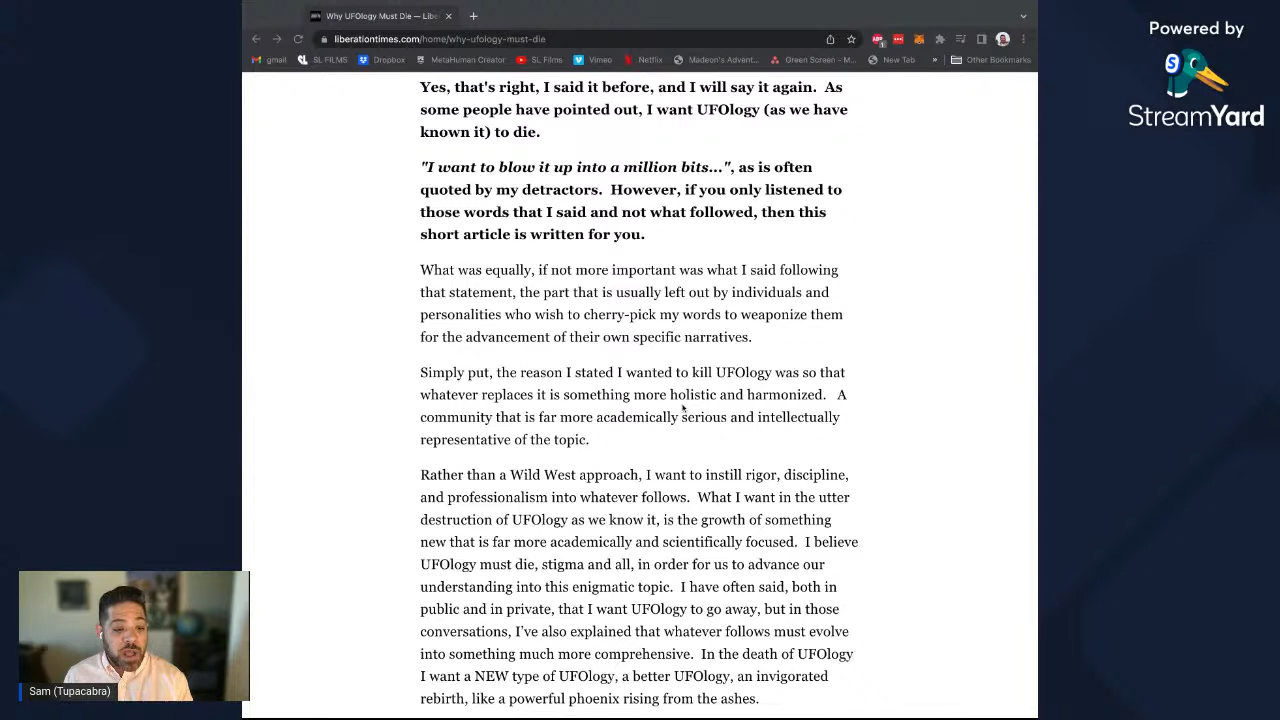 Why UFOlogy Must Die — Libe
liberationtimes.com/home/why-ufology-must-die
gmail
SL FILMS
Dropbox
MetaHuman Creator
SL Films
Vimeo
Netflix
Madeon's Advent...
Green Screen - M...
New Tab
»
Other Bookmarks
Powered by
StreamYard
Yes, that's right, I said it before, and I will say it again. As
some people have pointed out, I want UFOlogy (as we have
known it) to die.
"I want to blow it up into a million bits...", as is often
quoted by my detractors. However, if you only listened to
those words that I said and not what followed, then this
short article is written for you.
What was equally, if not more important was what I said following
that statement, the part that is usually left out by individuals and
personalities who wish to cherry-pick my words to weaponize them
for the advancement of their own specific narratives.
Simply put, the reason I stated I wanted to kill UFOlogy was so that
whatever replaces it is something more holistic and harmonized. A
community that is far more academically serious and intellectually
representative of the topic.
Rather than a Wild West approach, I want to instill rigor, discipline,
and professionalism into whatever follows. What I want in the utter
destruction of UFOlogy as we know it, is the growth of something
new that is far more academically and scientifically focused. I believe
UFOlogy must die, stigma and all, in order for us to advance our
understanding into this enigmatic topic. I have often said, both in
public and in private, that I want UFOlogy to go away, but in those
conversations, I've also explained that whatever follows must evolve
into something much more comprehensive. In the death of UFOlogy
I want a NEW type of UFOlogy, a better UFOlogy, an invigorated
rebirth, like a powerful phoenix rising from the ashes.
Sam (Tupacabra)